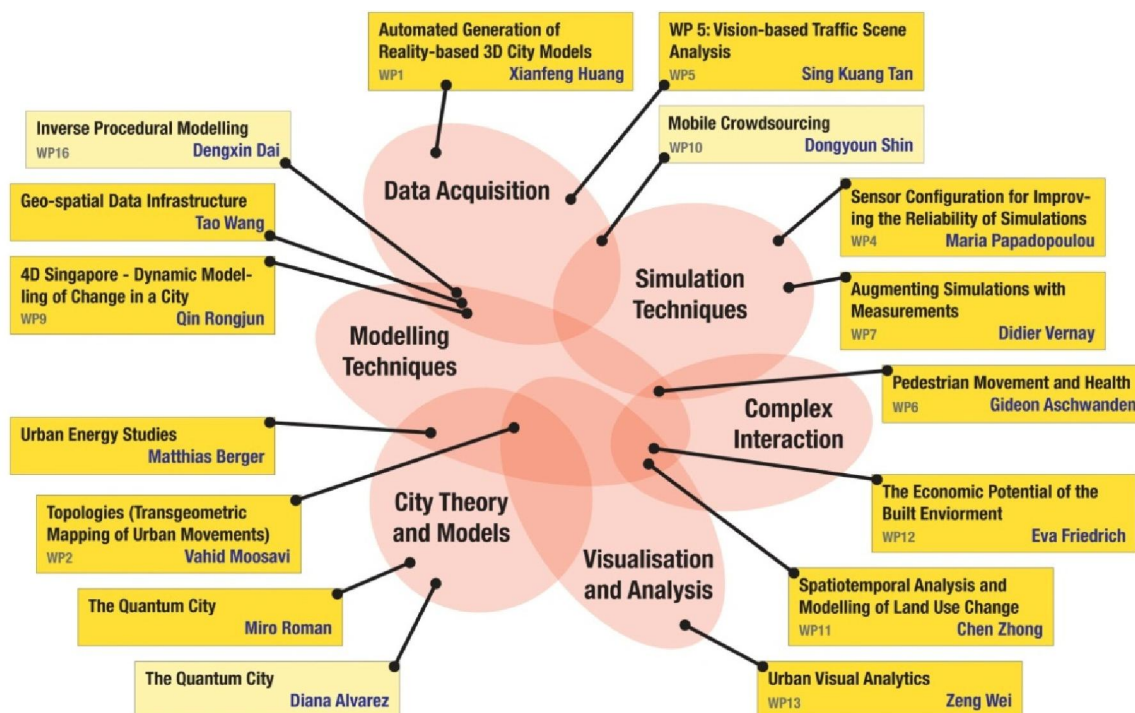 Automated Generation of
Reality-based 3D City Models
WP1 Xianfeng Huang
WP 5: Vision-based Traffic Scene
Analysis
WP5 Sing Kuang Tan
Inverse Procedural Modelling
WP16 Dengxin Dai
Mobile Crowdsourcing
WP10 Dongyoun Shin
Data Acquisition
Geo-spatial Data Infrastructure
Tao Wang
Sensor Configuration for Improv-
ing the Reliability of Simulations
WP4 Maria Papadopoulou
4D Singapore - Dynamic Model-
ling of Change in a City
WP9 Qin Rongjun
Simulation
Techniques
Augmenting Simulations with
Measurements
WP7 Didier Vernay
Modelling
Techniques
Pedestrian Movement and Health
WP6 Gideon Aschwanden
Complex
Interaction
Urban Energy Studies
Matthias Berger
City Theory
and Models
The Economic Potential of the
Built Enviorment
WP12 Eva Friedrich
Topologies (Transgeometric
Mapping of Urban Movements)
WP2 Vahid Moosavi
Visualisation
and Analysis
Spatiotemporal Analysis and
Modelling of Land Use Change
WP11 Chen Zhong
The Quantum City
Miro Roman
The Quantum City
Diana Alvarez
Urban Visual Analytics
WP13 Zeng Wei